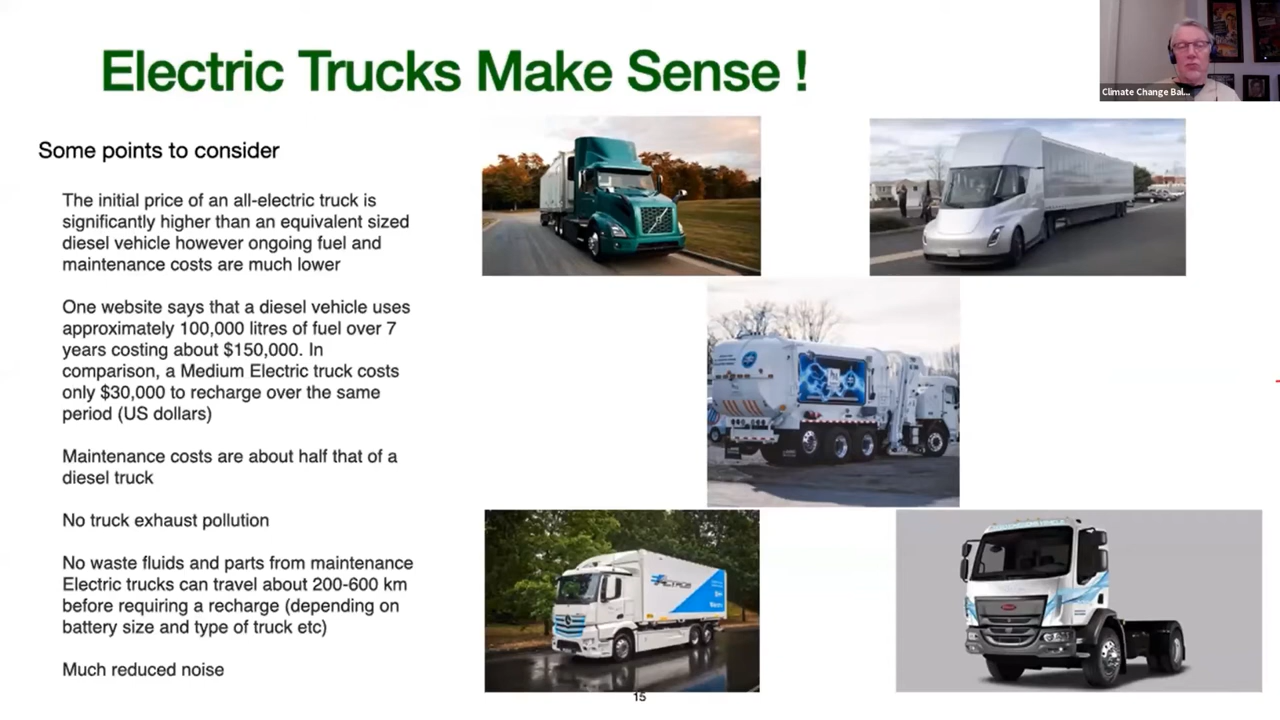 Electric Trucks Make Sense !
Climate Change Bal...
Some points to consider
The initial price of an all-electric truck is
significantly higher than an equivalent sized
diesel vehicle however ongoing fuel and
maintenance costs are much lower
One website says that a diesel vehicle uses
approximately 100,000 litres of fuel over 7
years costing about $150,000. In
comparison, a Medium Electric truck costs
only $30,000 to recharge over the same
period (US dollars)
Maintenance costs are about half that of a
diesel truck
No truck exhaust pollution
No waste fluids and parts from maintenance
Electric trucks can travel about 200-600 km
before requiring a recharge (depending on
battery size and type of truck etc)
Much reduced noise
15